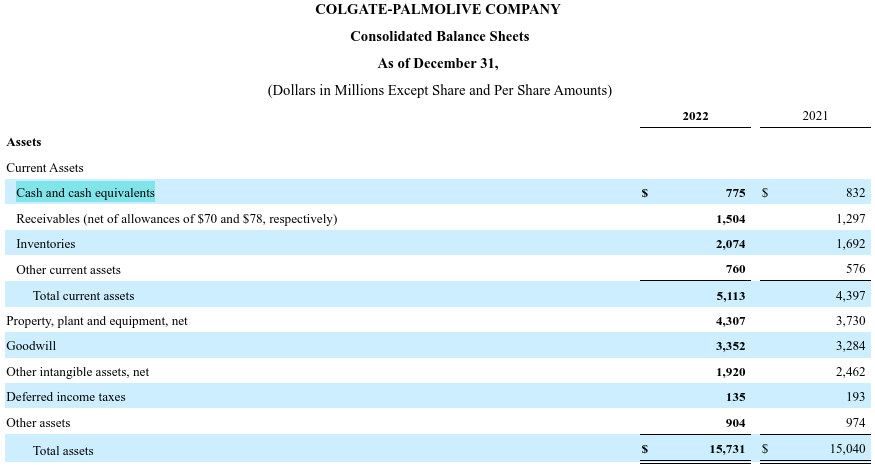 COLGATE-PALMOLIVE COMPANY
Consolidated Balance Sheets
As of December 31,
(Dollars in Millions Except Share and Per Share Amounts)
2022 2021
Assets
Current Assets
Cash and cash equivalents $ 775 $ 832
Receivables (net of allowances of $70 and $78, respectively) 1,504 1,297
Inventories 2,074 1,692
Other current assets 760 576
Total current assets 5,113 4,397
Property, plant and equipment, net 4,307 3,730
Goodwill 3,352 3,284
Other intangible assets, net 1,920 2,462
Deferred income taxes 135 193
Other assets 904 974
Total assets $ 15,731 $ 15,040